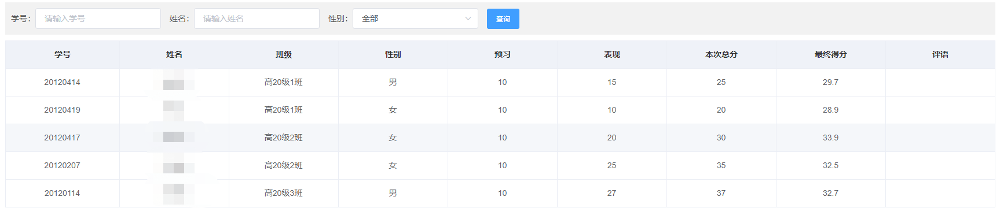 学号： 请输入学号 姓名： 请输入姓名 性别： 全部 查询
学号 姓名 班级 性别 预习 表现 本次总分 最终得分 评语
20120414 高20级1班 男 10 15 25 29.7
20120419 高20级1班 女 10 10 20 28.9
20120417 高20级2班 女 10 20 30 33.9
20120207 高20级2班 女 10 25 35 32.5
20120114 高20级3班 男 10 27 37 32.7